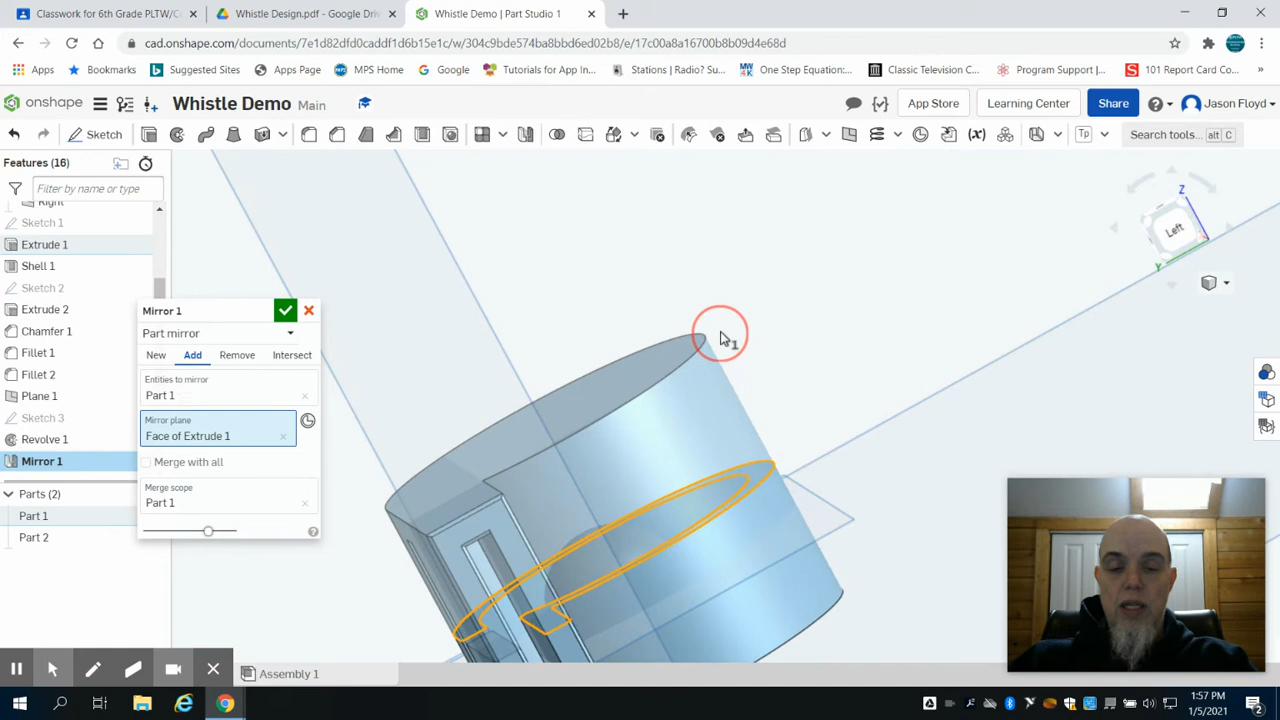 Classwork for 6th Grade PLTW/C
Whistle Design.pdf - Google Driv
Whistle Demo | Part Studio 1
cad.onshape.com/documents/7e1d82dfd0caddf1d6b15e1c/w/304c9bde574ba8bbd6ed02b8/e/17c00a8a16700b8b09d4e68d
Apps Bookmarks Suggested Sites Apps Page MPS Home Google Tutorials for App In... Stations | Radio? Su... One Step Equation:... Classic Television C... Program Support |... 101 Report Card Co...
onshape Whistle Demo Main App Store Learning Center Share Jason Floyd
Sketch (x) Tp Search tools... alt C
Features (16)
Filter by name or type
Right
Sketch 1
Extrude 1
Shell 1
Sketch 2
Extrude 2
Chamfer 1
Fillet 1
Fillet 2
Plane 1
Sketch 3
Revolve 1
Mirror 1
Parts (2)
Part 1
Part 2
Mirror 1
Part mirror
New Add Remove Intersect
Entities to mirror
Part 1
Mirror plane
Face of Extrude 1
Merge with all
Merge scope
Part 1
1
Z
Left
Y
Assembly 1
1:57 PM
1/5/2021
2